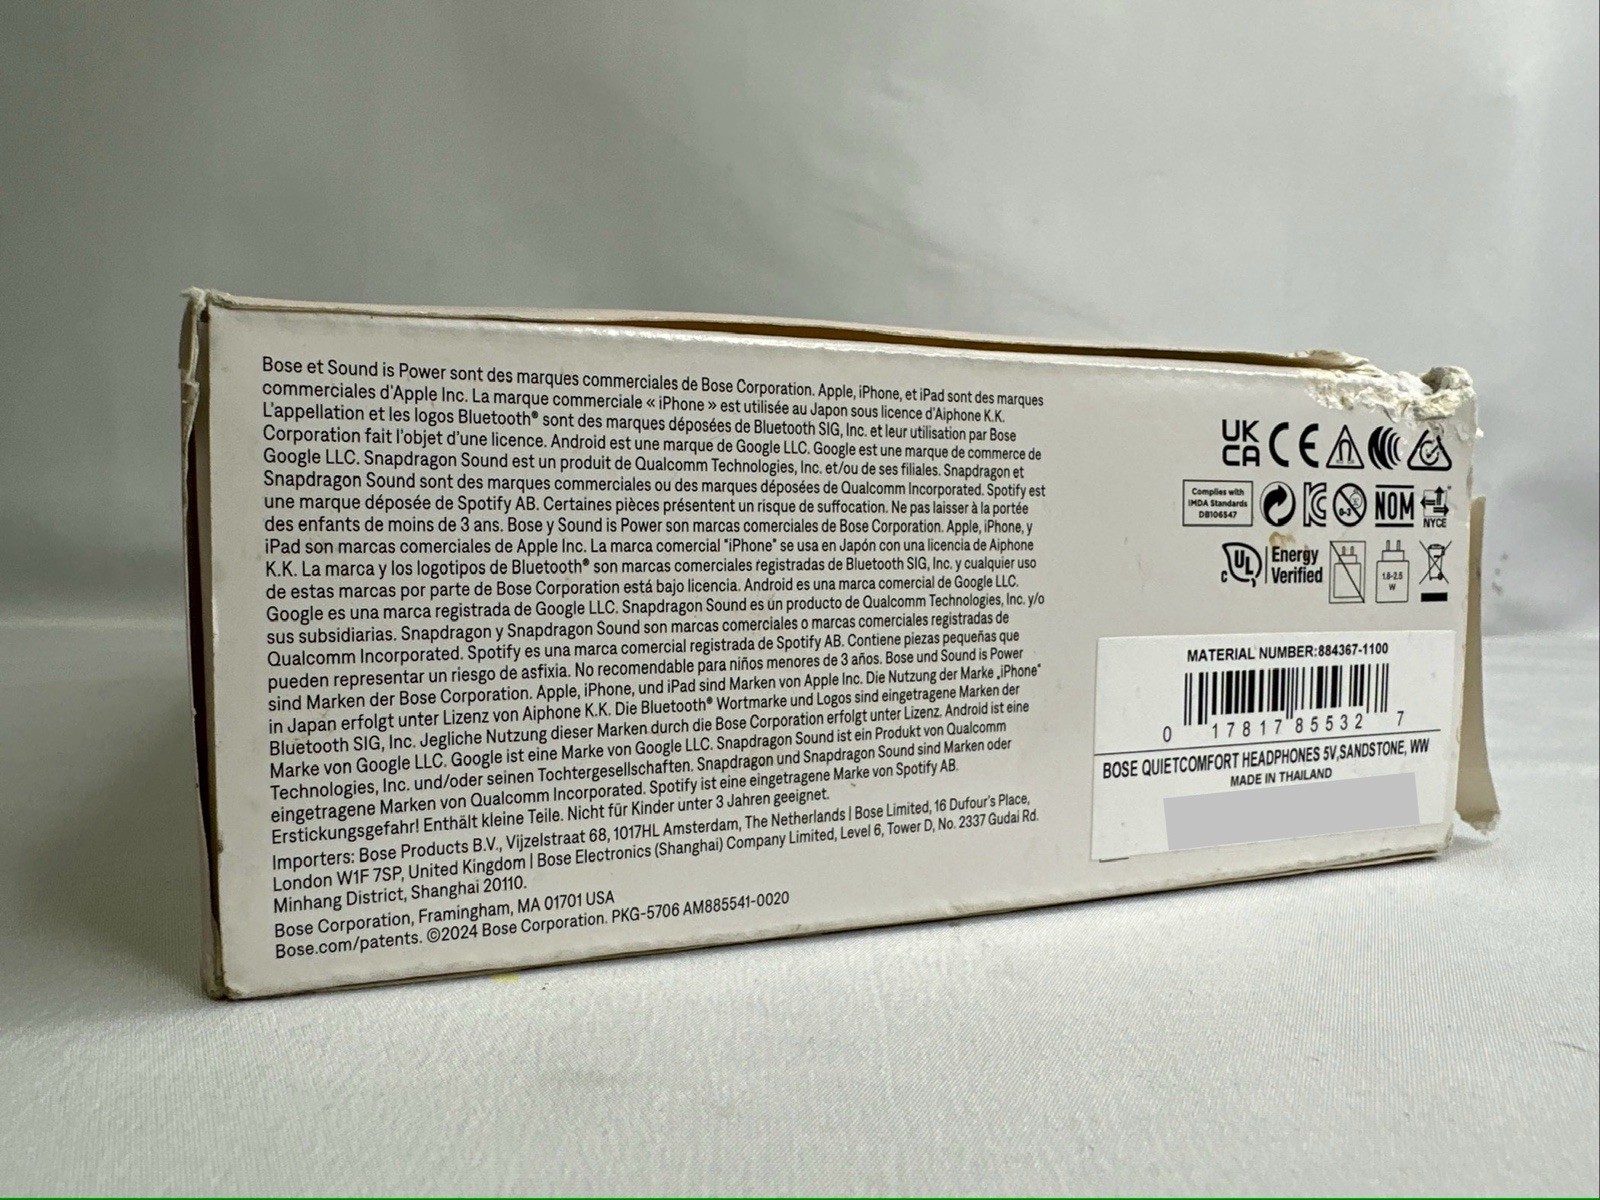 Bose et Sound is Power sont des marques commerciales de Bose Corporation. Apple, iPhone, et iPad sont des marques
commerciales d'Apple Inc. La marque commerciale « iPhone » est utilisée au Japon sous licence d'Aiphone K.K.
L'appellation et les logos Bluetooth® sont des marques déposées de Bluetooth SIG, Inc. et leur utilisation par Bose
Corporation fait l'objet d'une licence. Android est une marque de Google LLC. Google est une marque de commerce de
Google LLC. Snapdragon Sound est un produit de Qualcomm Technologies, Inc. et/ou de ses filiales. Snapdragon et
Snapdragon Sound sont des marques commerciales ou des marques déposées de Qualcomm Incorporated. Spotify est
une marque déposée de Spotify AB. Certaines pièces présentent un risque de suffocation. Ne pas laisser à la portée
des enfants de moins de 3 ans. Bose y Sound is Power son marcas comerciales de Bose Corporation. Apple, iPhone, y
iPad son marcas comerciales de Apple Inc. La marca comercial "iPhone" se usa en Japón con una licencia de Aiphone
K.K. La marca y los logotipos de Bluetooth® son marcas comerciales registradas de Bluetooth SIG, Inc. y cualquier uso
de estas marcas por parte de Bose Corporation está bajo licencia. Android es una marca comercial de Google LLC.
Google es una marca registrada de Google LLC. Snapdragon Sound es un producto de Qualcomm Technologies, Inc. y/o
sus subsidiarias. Snapdragon y Snapdragon Sound son marcas comerciales o marcas comerciales registradas de
Qualcomm Incorporated. Spotify es una marca comercial registrada de Spotify AB. Contiene piezas pequeñas que
pueden representar un riesgo de asfixia. No recomendable para niños menores de 3 años. Bose und Sound is Power
sind Marken der Bose Corporation. Apple, iPhone, und iPad sind Marken von Apple Inc. Die Nutzung der Marke „iPhone"
in Japan erfolgt unter Lizenz von Aiphone K.K. Die Bluetooth® Wortmarke und Logos sind eingetragene Marken der
Bluetooth SIG, Inc. Jegliche Nutzung dieser Marken durch die Bose Corporation erfolgt unter Lizenz. Android ist eine
Marke von Google LLC. Google ist eine Marke von Google LLC. Snapdragon Sound ist ein Produkt von Qualcomm
Technologies, Inc. und/oder seinen Tochtergesellschaften. Snapdragon und Snapdragon Sound sind Marken oder
eingetragene Marken von Qualcomm Incorporated. Spotify ist eine eingetragene Marke von Spotify AB.
Erstickungsgefahr! Enthält kleine Teile. Nicht für Kinder unter 3 Jahren geeignet.
Importers: Bose Products B.V., Vijzelstraat 68, 1017HL Amsterdam, The Netherlands | Bose Limited, 16 Dufour's Place,
London W1F 7SP, United Kingdom | Bose Electronics (Shanghai) Company Limited, Level 6, Tower D, No. 2337 Gudai Rd.
Minhang District, Shanghai 20110.
Bose Corporation, Framingham, MA 01701 USA
Bose.com/patents. ©2024 Bose Corporation. PKG-5706 AM885541-0020
UK
CA CE
Complies with
IMDA Standards
DB106547
0-3
NOM
NYCE
c UL
Energy
Verified
1.8-2.5
W
MATERIAL NUMBER:884367-1100
0 17817 85532 7
BOSE QUIETCOMFORT HEADPHONES 5V,SANDSTONE, WW
MADE IN THAILAND